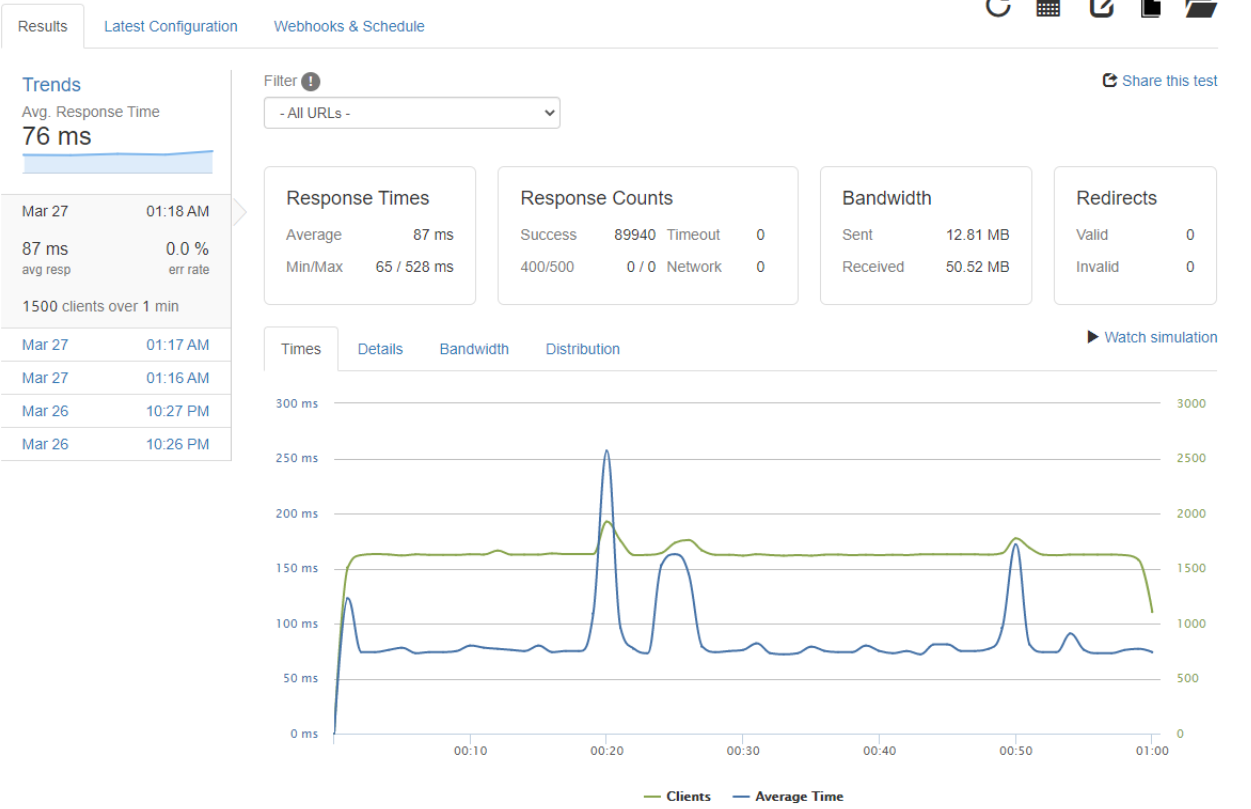 Results Latest Configuration Webhooks & Schedule
Trends
Avg. Response Time
76 ms
Mar 27 01:18 AM
87 ms 0.0 %
avg resp err rate
1500 clients over 1 min
Mar 27 01:17 AM
Mar 27 01:16 AM
Mar 26 10:27 PM
Mar 26 10:26 PM
Filter !
- All URLs -
Share this test
Response Times
Average 87 ms
Min/Max 65 / 528 ms
Response Counts
Success 89940 Timeout 0
400/500 0 / 0 Network 0
Bandwidth
Sent 12.81 MB
Received 50.52 MB
Redirects
Valid 0
Invalid 0
Times Details Bandwidth Distribution
Watch simulation
300 ms 3000
250 ms 2500
200 ms 2000
150 ms 1500
100 ms 1000
50 ms 500
0 ms 0
00:10 00:20 00:30 00:40 00:50 01:00
Clients Average Time